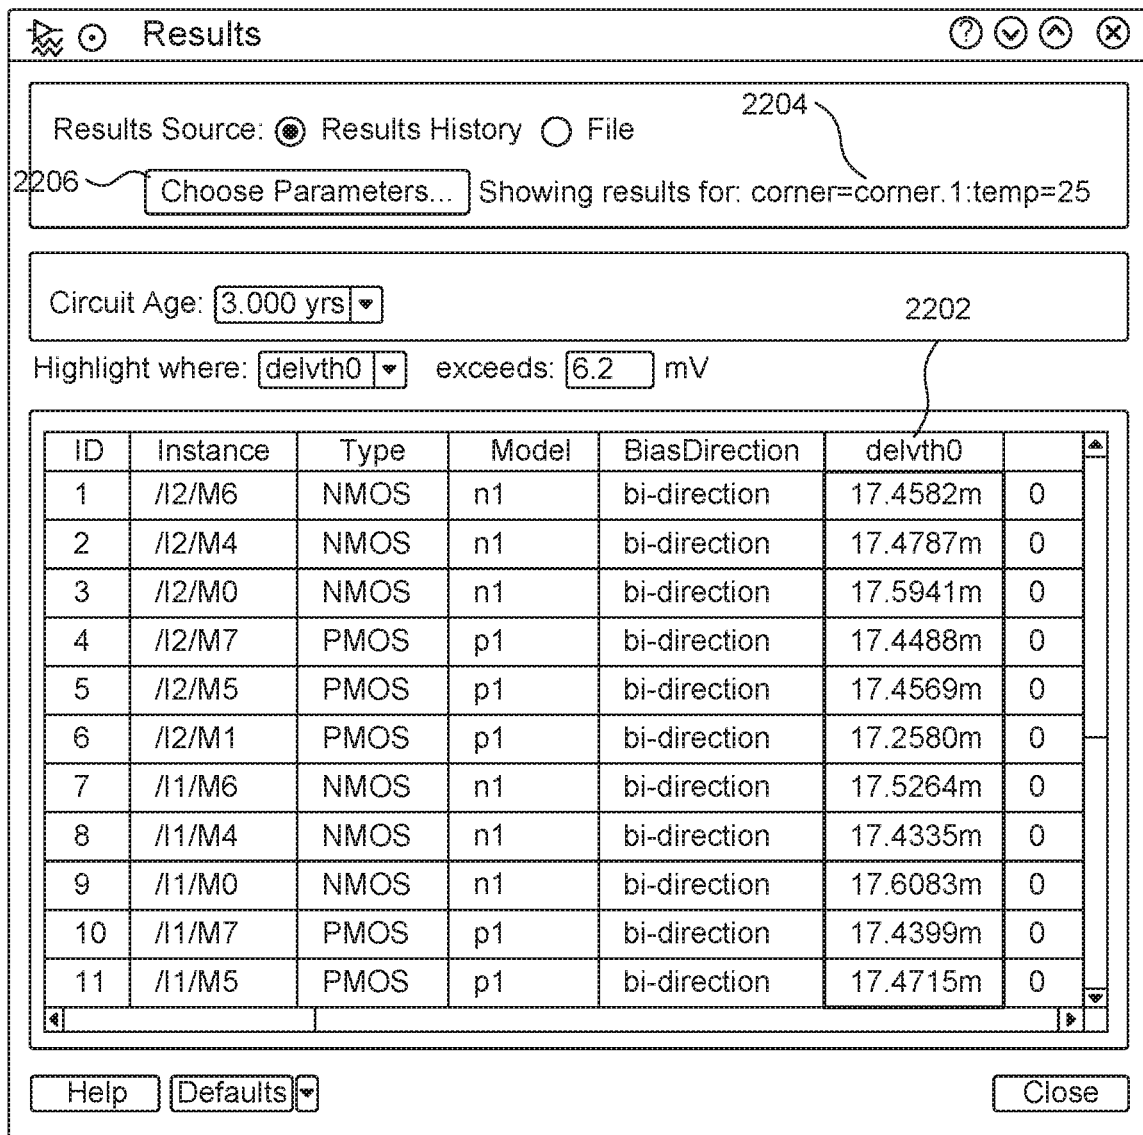 Results
2204
Results Source: Results History File
2206
Choose Parameters... Showing results for: corner=corner.1:temp=25
Circuit Age: 3.000 yrs
2202
Highlight where: delvth0 exceeds: 6.2 mV
ID Instance Type Model BiasDirection delvth0
1 /I2/M6 NMOS n1 bi-direction 17.4582m 0
2 /I2/M4 NMOS n1 bi-direction 17.4787m 0
3 /I2/M0 NMOS n1 bi-direction 17.5941m 0
4 /I2/M7 PMOS p1 bi-direction 17.4488m 0
5 /I2/M5 PMOS p1 bi-direction 17.4569m 0
6 /I2/M1 PMOS p1 bi-direction 17.2580m 0
7 /I1/M6 NMOS n1 bi-direction 17.5264m 0
8 /I1/M4 NMOS n1 bi-direction 17.4335m 0
9 /I1/M0 NMOS n1 bi-direction 17.6083m 0
10 /I1/M7 PMOS p1 bi-direction 17.4399m 0
11 /I1/M5 PMOS p1 bi-direction 17.4715m 0
Help Defaults Close